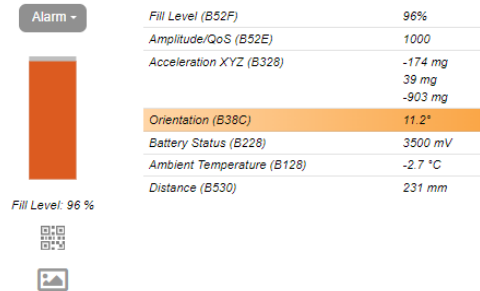 Alarm
Fill Level (B52F) 96%
Amplitude/QoS (B52E) 1000
Acceleration XYZ (B328) -174 mg
39 mg
-903 mg
Orientation (B38C) 11.2°
Battery Status (B228) 3500 mV
Ambient Temperature (B128) -2.7 °C
Distance (B530) 231 mm
Fill Level: 96 %